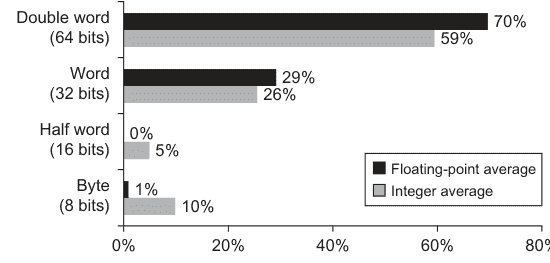 Double word
(64 bits)
70%
59%
Word
(32 bits)
29%
26%
Half word
(16 bits)
0%
5%
Byte
(8 bits)
1%
10%
Floating-point average
Integer average
0%
20%
40%
60%
80%